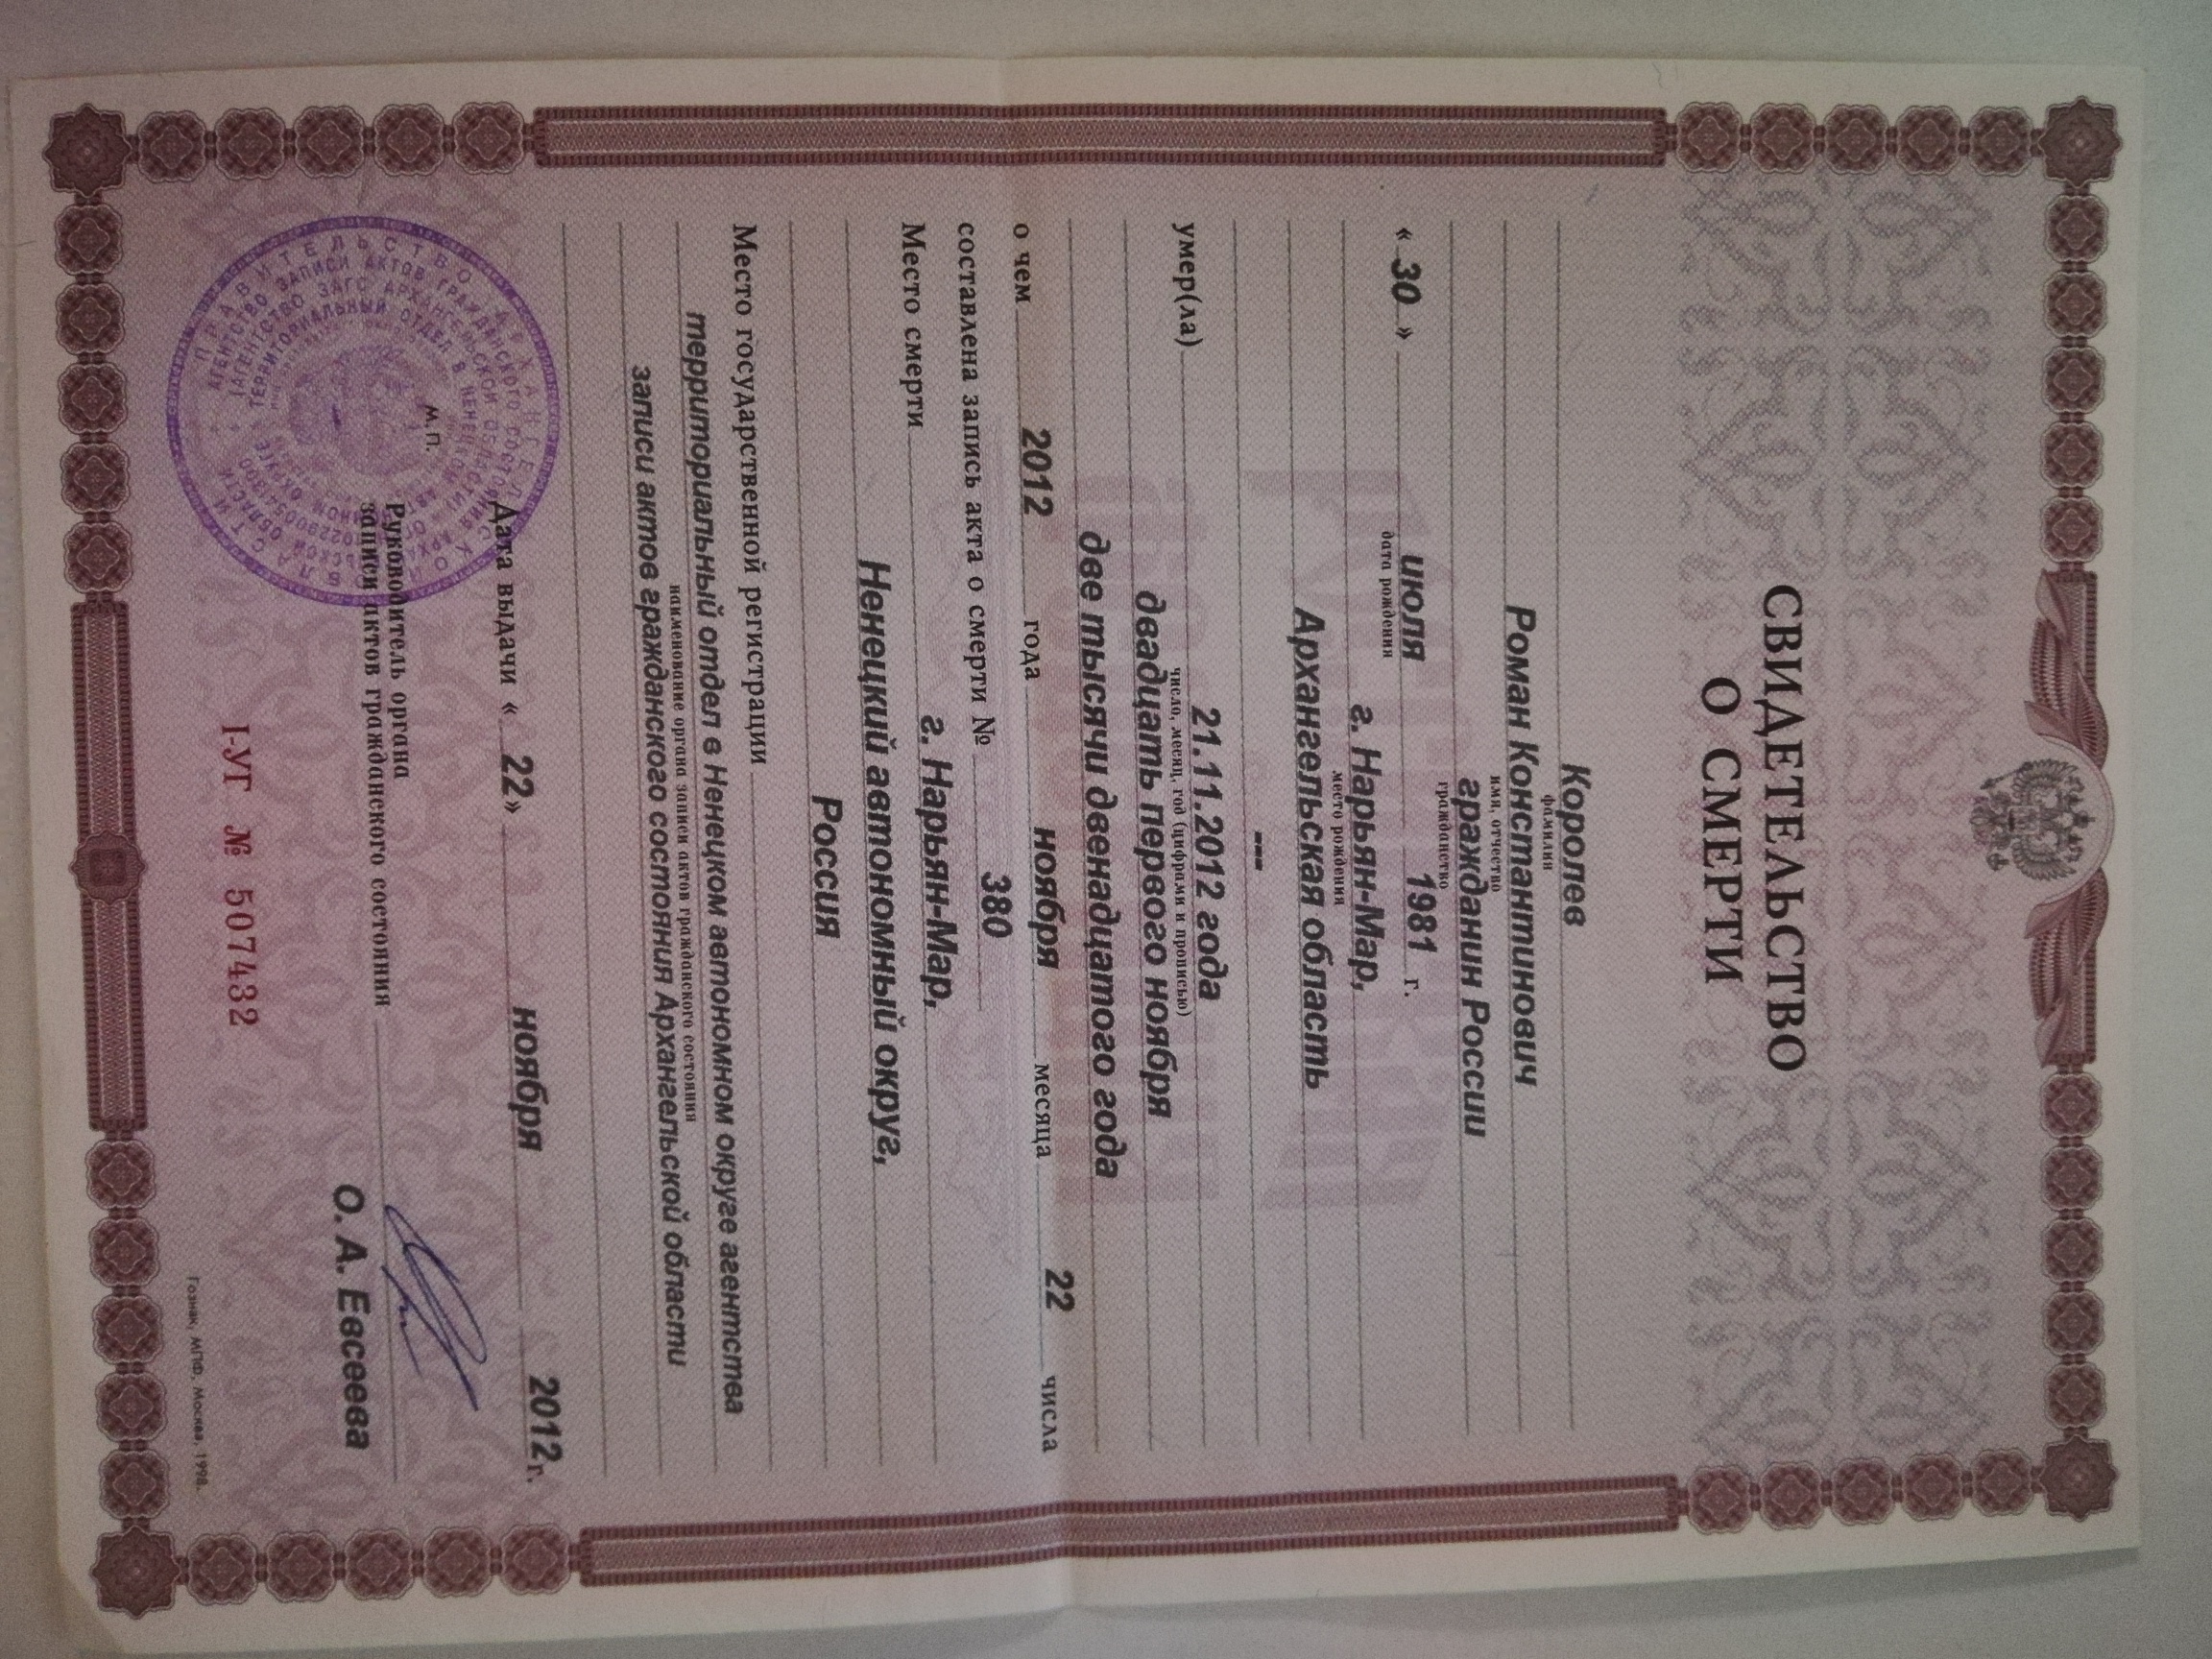 СВИДЕТЕЛЬСТВО
О СМЕРТИ
Королев
фамилия
Роман Константинович
имя, отчество
гражданин России
гражданство
« 30 » июля 1981 г.
дата рождения
г. Нарьян-Мар,
место рождения
Архангельская область
---
умер(ла) 21.11.2012 года
число, месяц, год (цифрами и прописью)
двадцать первого ноября
две тысячи двенадцатого года
о чем 2012 года ноября месяца 22 числа
составлена запись акта о смерти № 380
Место смерти г. Нарьян-Мар,
Ненецкий автономный округ,
Россия
Место государственной регистрации
территориальный отдел в Ненецком автономном округе агентства
наименование органа записи актов гражданского состояния
записи актов гражданского состояния Архангельской области
Дата выдачи « 22» ноября 2012 г.
М.П.
Руководитель органа
записи актов гражданского состояния
О. А. Евсеева
I-УГ № 507432
Гознак, МПФ, Москва, 1998.
ПРАВИТЕЛЬСТВО АРХАНГЕЛЬСКОЙ ОБЛАСТИ